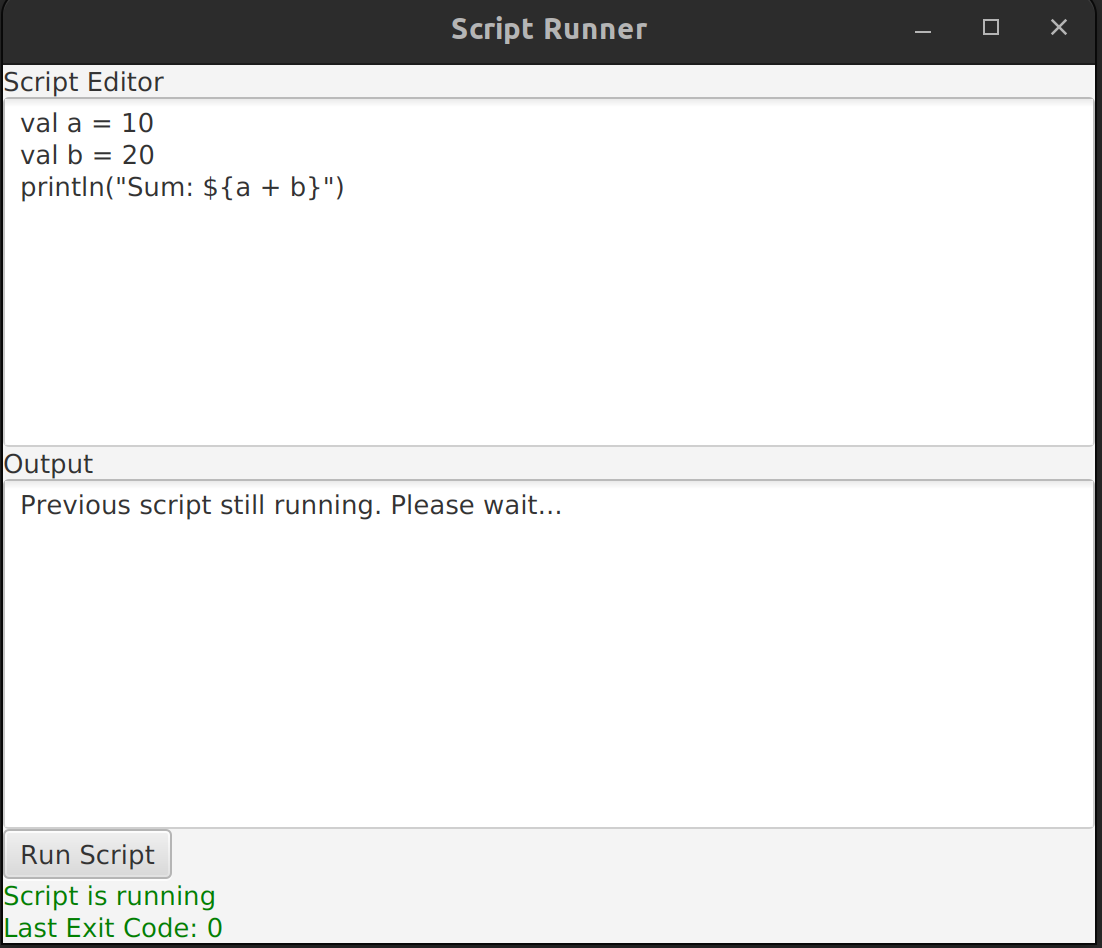 Script Runner
Script Editor
val a = 10
val b = 20
println("Sum: ${a + b}")
Output
Previous script still running. Please wait...
Run Script
Script is running
Last Exit Code: 0